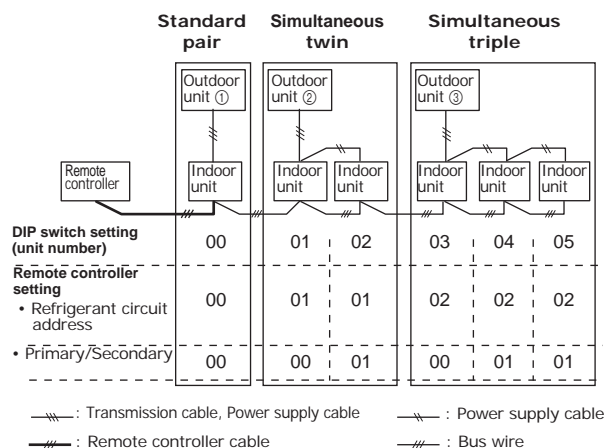 Standard pair
Simultaneous twin
Simultaneous triple
Outdoor unit ①
Outdoor unit ②
Outdoor unit ③
Remote controller
Indoor unit
Indoor unit
Indoor unit
Indoor unit
Indoor unit
Indoor unit
DIP switch setting (unit number)
00 01 02 03 04 05
Remote controller setting
• Refrigerant circuit address
00 01 01 02 02 02
• Primary/Secondary
00 00 01 00 01 01
: Transmission cable, Power supply cable
: Power supply cable
: Remote controller cable
: Bus wire